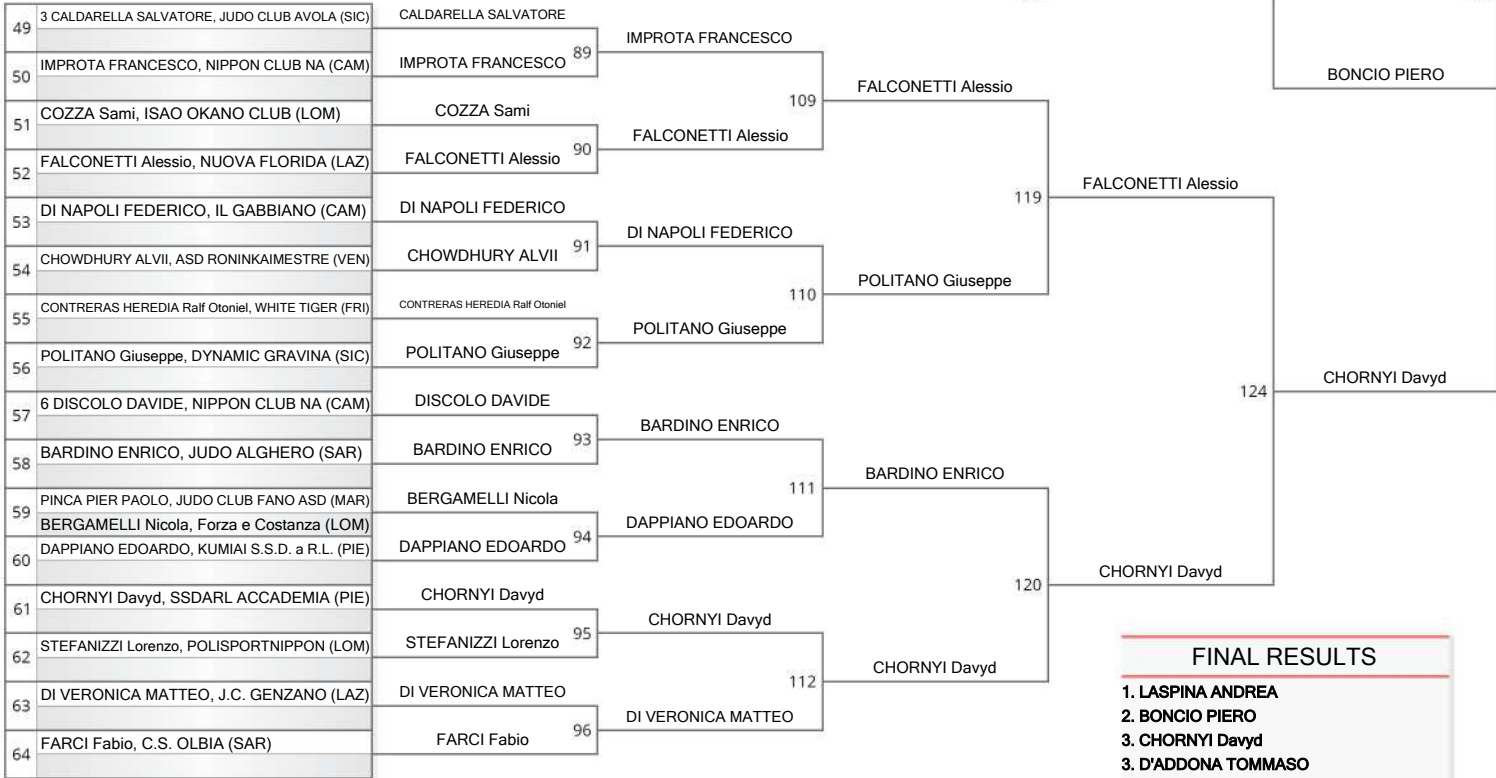 49
3 CALDARELLA SALVATORE, JUDO CLUB AVOLA (SIC)
50
IMPROTA FRANCESCO, NIPPON CLUB NA (CAM)
51
COZZA Sami, ISAO OKANO CLUB (LOM)
52
FALCONETTI Alessio, NUOVA FLORIDA (LAZ)
53
DI NAPOLI FEDERICO, IL GABBIANO (CAM)
54
CHOWDHURY ALVII, ASD RONINKAIMESTRE (VEN)
55
CONTRERAS HEREDIA Ralf Otoniel, WHITE TIGER (FRI)
56
POLITANO Giuseppe, DYNAMIC GRAVINA (SIC)
57
6 DISCOLO DAVIDE, NIPPON CLUB NA (CAM)
58
BARDINO ENRICO, JUDO ALGHERO (SAR)
59
PINCA PIER PAOLO, JUDO CLUB FANO ASD (MAR)
BERGAMELLI Nicola, Forza e Costanza (LOM)
60
DAPPIANO EDOARDO, KUMIAI S.S.D. a R.L. (PIE)
61
CHORNYI Davyd, SSDARL ACCADEMIA (PIE)
62
STEFANIZZI Lorenzo, POLISPORTNIPPON (LOM)
63
DI VERONICA MATTEO, J.C. GENZANO (LAZ)
64
FARCI Fabio, C.S. OLBIA (SAR)
CALDARELLA SALVATORE
89
IMPROTA FRANCESCO
COZZA Sami
90
FALCONETTI Alessio
DI NAPOLI FEDERICO
91
CHOWDHURY ALVII
CONTRERAS HEREDIA Ralf Otoniel
92
POLITANO Giuseppe
DISCOLO DAVIDE
93
BARDINO ENRICO
BERGAMELLI Nicola
94
DAPPIANO EDOARDO
CHORNYI Davyd
95
STEFANIZZI Lorenzo
DI VERONICA MATTEO
96
FARCI Fabio
IMPROTA FRANCESCO
109
FALCONETTI Alessio
DI NAPOLI FEDERICO
110
POLITANO Giuseppe
BARDINO ENRICO
111
DAPPIANO EDOARDO
CHORNYI Davyd
112
DI VERONICA MATTEO
FALCONETTI Alessio
119
POLITANO Giuseppe
BARDINO ENRICO
120
CHORNYI Davyd
FALCONETTI Alessio
124
CHORNYI Davyd
BONCIO PIERO
CHORNYI Davyd
FINAL RESULTS
1. LASPINA ANDREA
2. BONCIO PIERO
3. CHORNYI Davyd
3. D'ADDONA TOMMASO